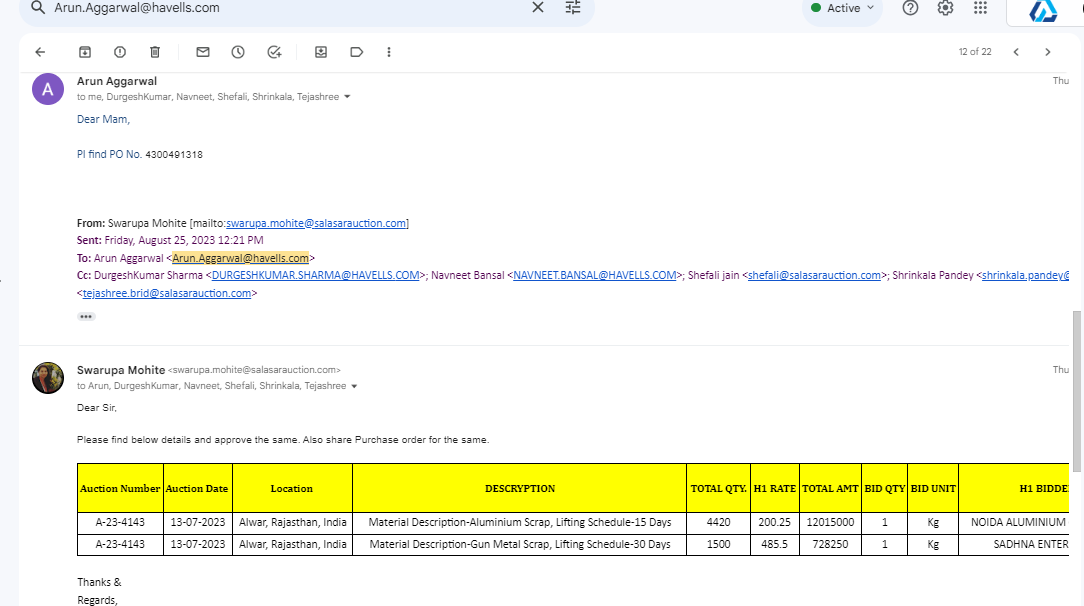 Arun.Aggarwal@havells.com
Active
12 of 22
A
Arun Aggarwal
Thu
to me, DurgeshKumar, Navneet, Shefali, Shrinkala, Tejashree
Dear Mam,
Pl find PO No. 4300491318
From: Swarupa Mohite [mailto:swarupa.mohite@salasarauction.com]
Sent: Friday, August 25, 2023 12:21 PM
To: Arun Aggarwal <Arun.Aggarwal@havells.com>
Cc: DurgeshKumar Sharma <DURGESHKUMAR.SHARMA@HAVELLS.COM>; Navneet Bansal <NAVNEET.BANSAL@HAVELLS.COM>; Shefali jain <shefali@salasarauction.com>; Shrinkala Pandey <shrinkala.pandey@
<tejashree.brid@salasarauction.com>
Swarupa Mohite <swarupa.mohite@salasarauction.com>
Thu
to Arun, DurgeshKumar, Navneet, Shefali, Shrinkala, Tejashree
Dear Sir,
Please find below details and approve the same. Also share Purchase order for the same.
Auction Number Auction Date Location DESCRYPTION TOTAL QTY. H1 RATE TOTAL AMT BID QTY BID UNIT H1 BIDDE
A-23-4143 13-07-2023 Alwar, Rajasthan, India Material Description-Aluminium Scrap, Lifting Schedule-15 Days 4420 200.25 12015000 1 Kg NOIDA ALUMINIUM
A-23-4143 13-07-2023 Alwar, Rajasthan, India Material Description-Gun Metal Scrap, Lifting Schedule-30 Days 1500 485.5 728250 1 Kg SADHNA ENTER
Thanks &
Regards,